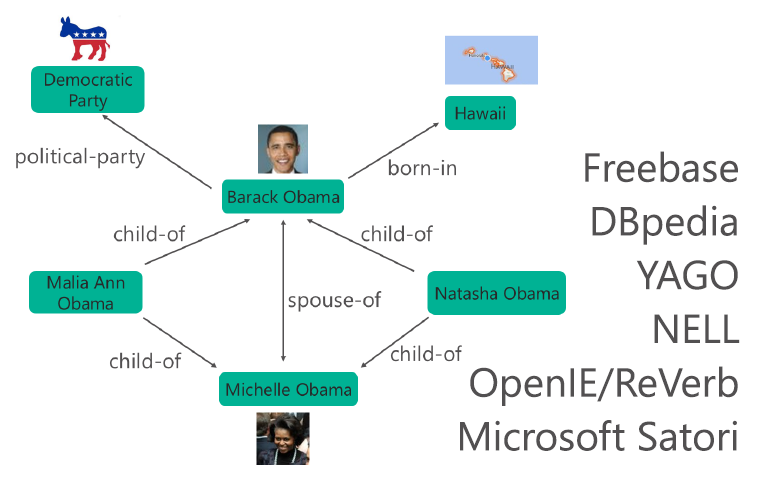 Democratic
Party
Hawaii
political-party
born-in
Barack Obama
child-of
child-of
Malia Ann
Obama
spouse-of
Natasha Obama
child-of
child-of
Michelle Obama
Freebase
DBpedia
YAGO
NELL
OpenIE/ReVerb
Microsoft Satori